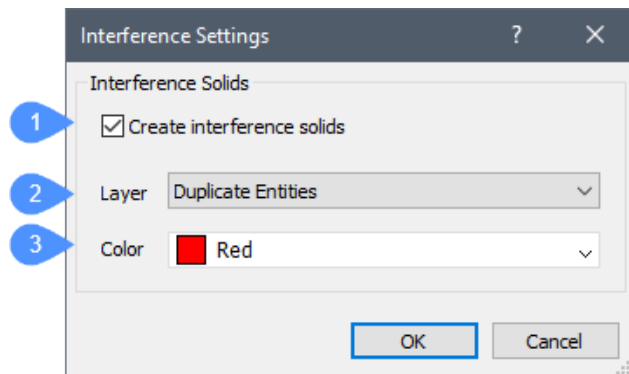 Interference Settings ? ×
Interference Solids
1 Create interference solids
2 Layer Duplicate Entities
3 Color Red
OK Cancel